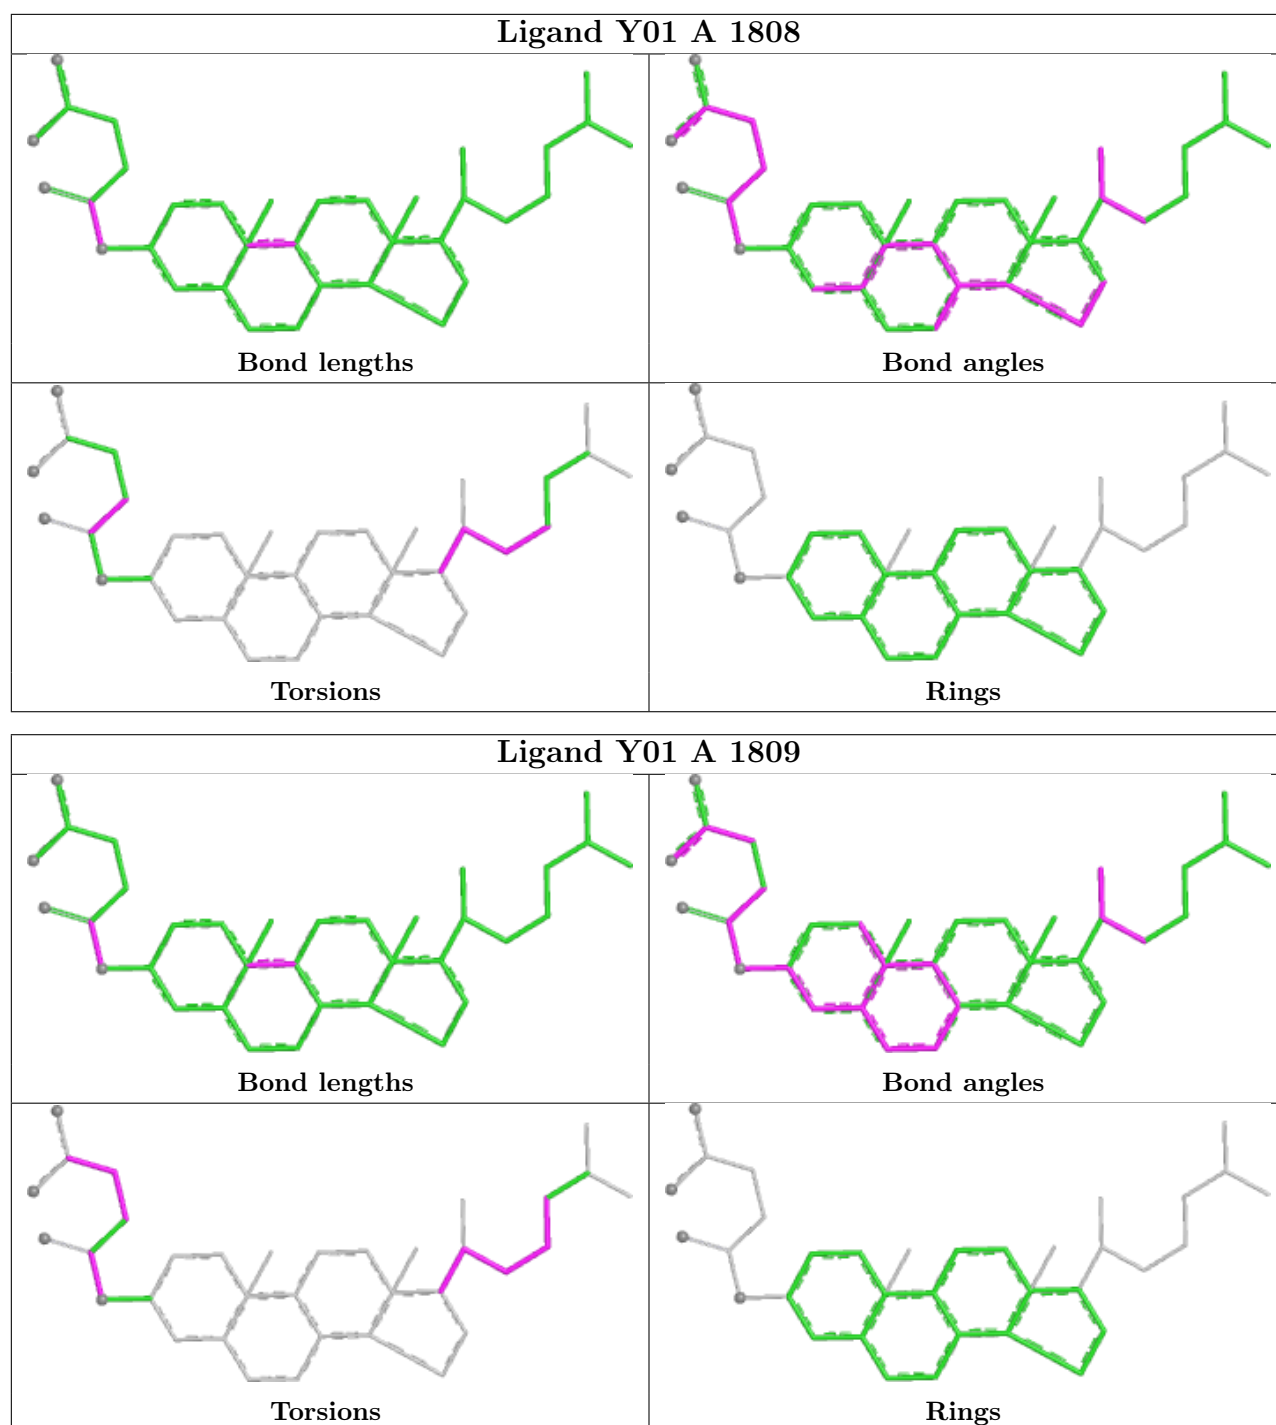 Ligand Y01 A 1808
Bond lengths
Bond angles
Torsions
Rings
Ligand Y01 A 1809
Bond lengths
Bond angles
Torsions
Rings